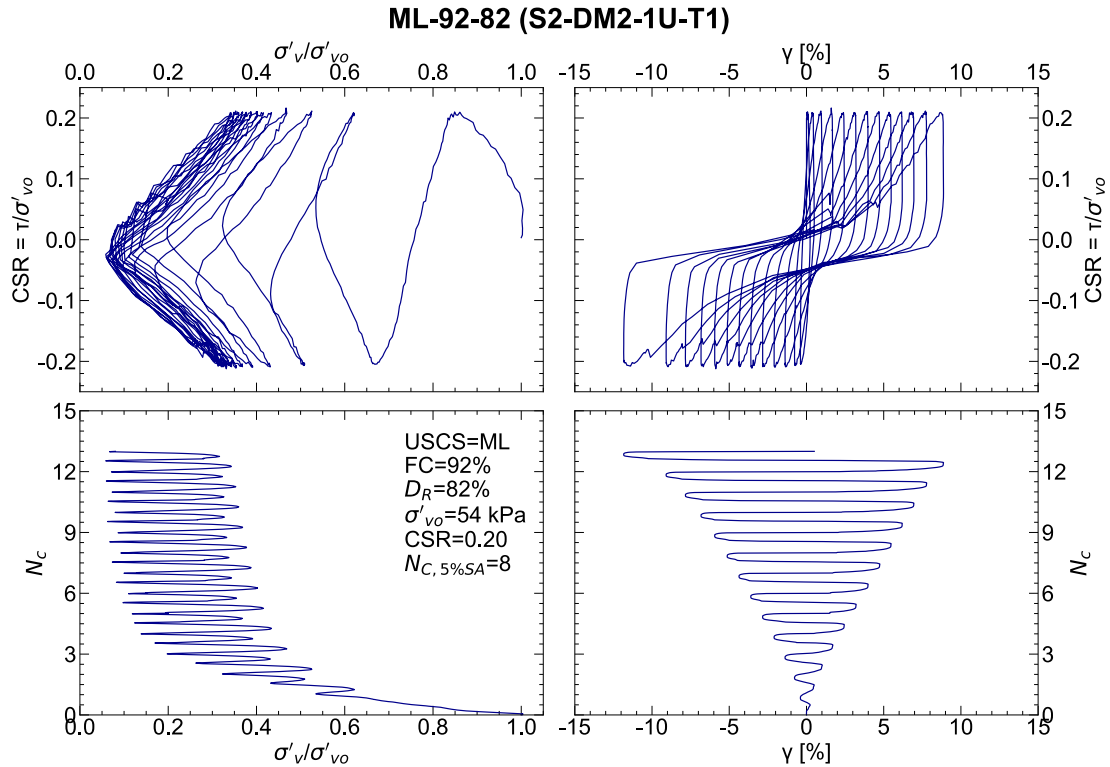 ML-92-82 (S2-DM2-1U-T1)
σ′v/σ′vo
γ [%]
0.0 0.2 0.4 0.6 0.8 1.0
−15 −10 −5 0 5 10 15
CSR = τ/σ′vo
0.2
0.1
0.0
-0.1
-0.2
0.2
0.1
0.0
-0.1
-0.2
CSR = τ/σ′vo
Nc
15
12
9
6
3
0
USCS=ML
FC=92%
DR=82%
σ′vo=54 kPa
CSR=0.20
NC, 5%SA=8
15
12
9
6
3
0
Nc
0.0 0.2 0.4 0.6 0.8 1.0
−15 −10 −5 0 5 10 15
σ′v/σ′vo
γ [%]